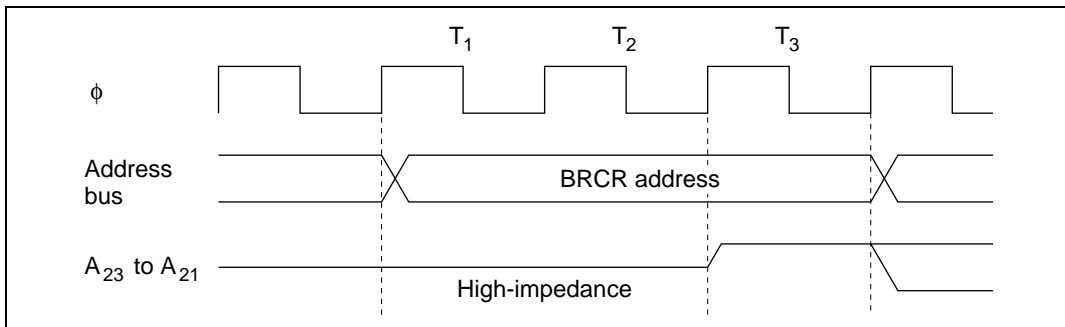 T1 T2 T3
ϕ
Address
bus
BRCR address
A23 to A21
High-impedance